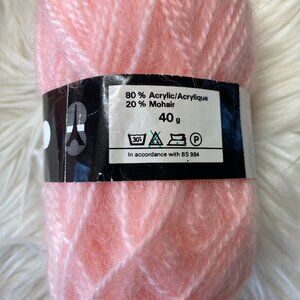 80 % Acrylic/Acrylique
20 % Mohair
40 g
30°
P
In accordance with BS 984